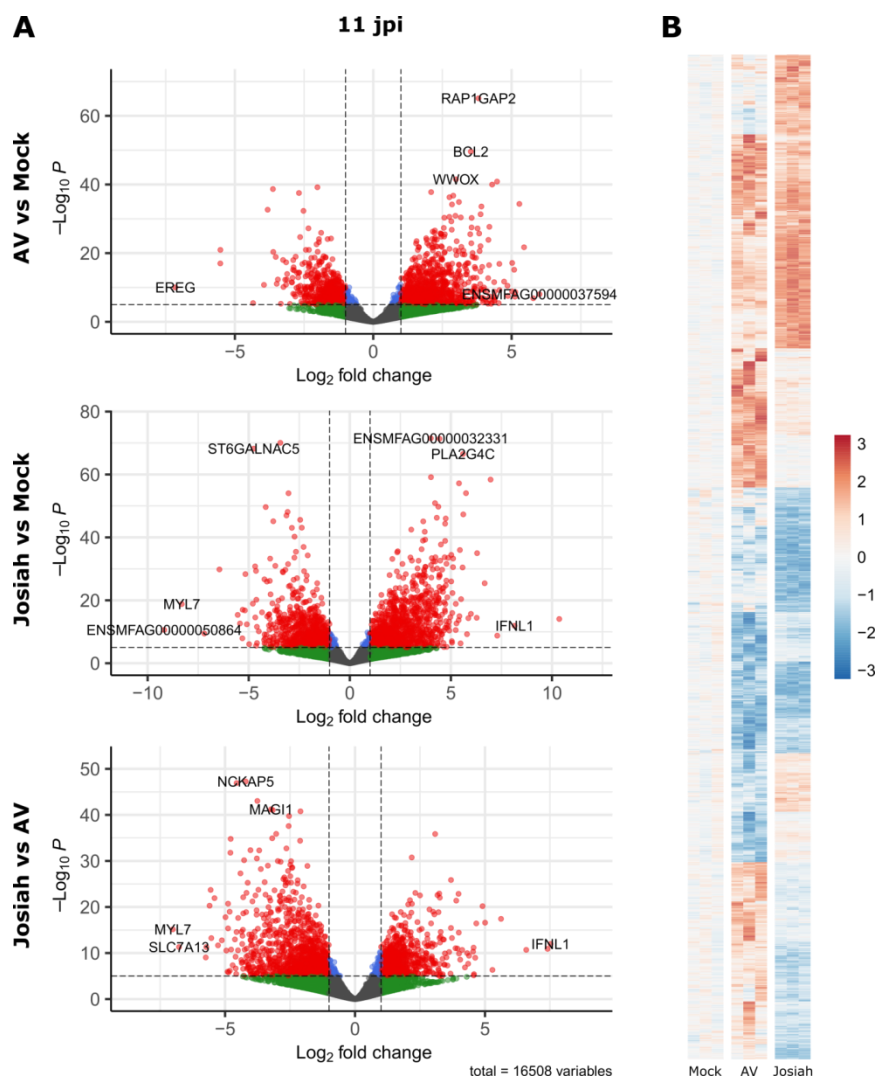 A
11 jpi
B
AV vs Mock
−Log10 P
60
40
20
0
RAP1GAP2
BCL2
WWOX
EREG
ENSMFAG00000037594
−5
0
5
Log2 fold change
Josiah vs Mock
−Log10 P
80
60
40
20
0
ENSMFAG00000032331
ST6GALNAC5
PLA2G4C
MYL7
ENSMFAG00000050864
IFNL1
−10
−5
0
5
10
Log2 fold change
Josiah vs AV
−Log10 P
50
40
30
20
10
0
NCKAP5
MAGI1
MYL7
SLC7A13
IFNL1
−5
0
5
Log2 fold change
total = 16508 variables
3
2
1
0
−1
−2
−3
Mock AV Josiah